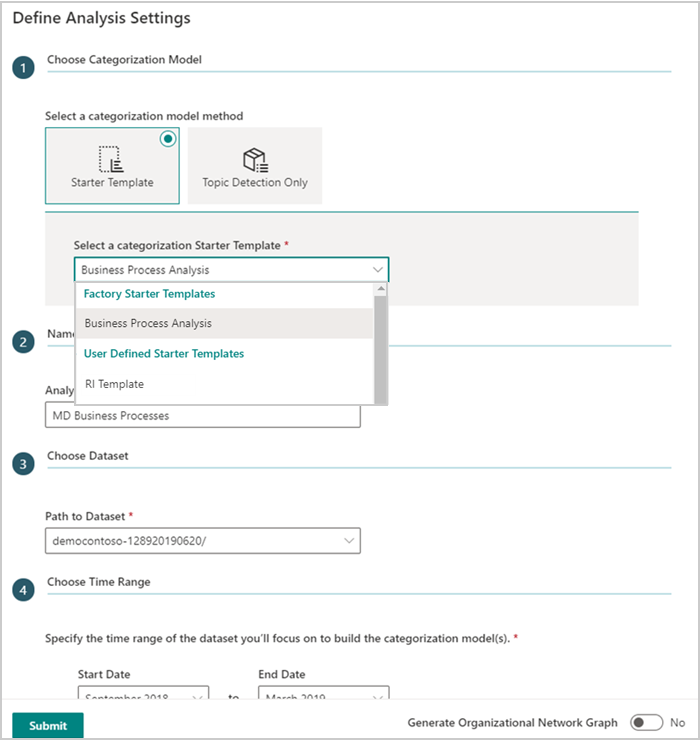 Define Analysis Settings
1 Choose Categorization Model
Select a categorization model method
Starter Template
Topic Detection Only
Select a categorization Starter Template *
Business Process Analysis
Factory Starter Templates
Business Process Analysis
User Defined Starter Templates
RI Template
2 Nam
Analy
MD Business Processes
3 Choose Dataset
Path to Dataset *
democontoso-128920190620/
4 Choose Time Range
Specify the time range of the dataset you'll focus on to build the categorization model(s). *
Start Date
End Date
September 2018 to March 2019
Submit
Generate Organizational Network Graph No